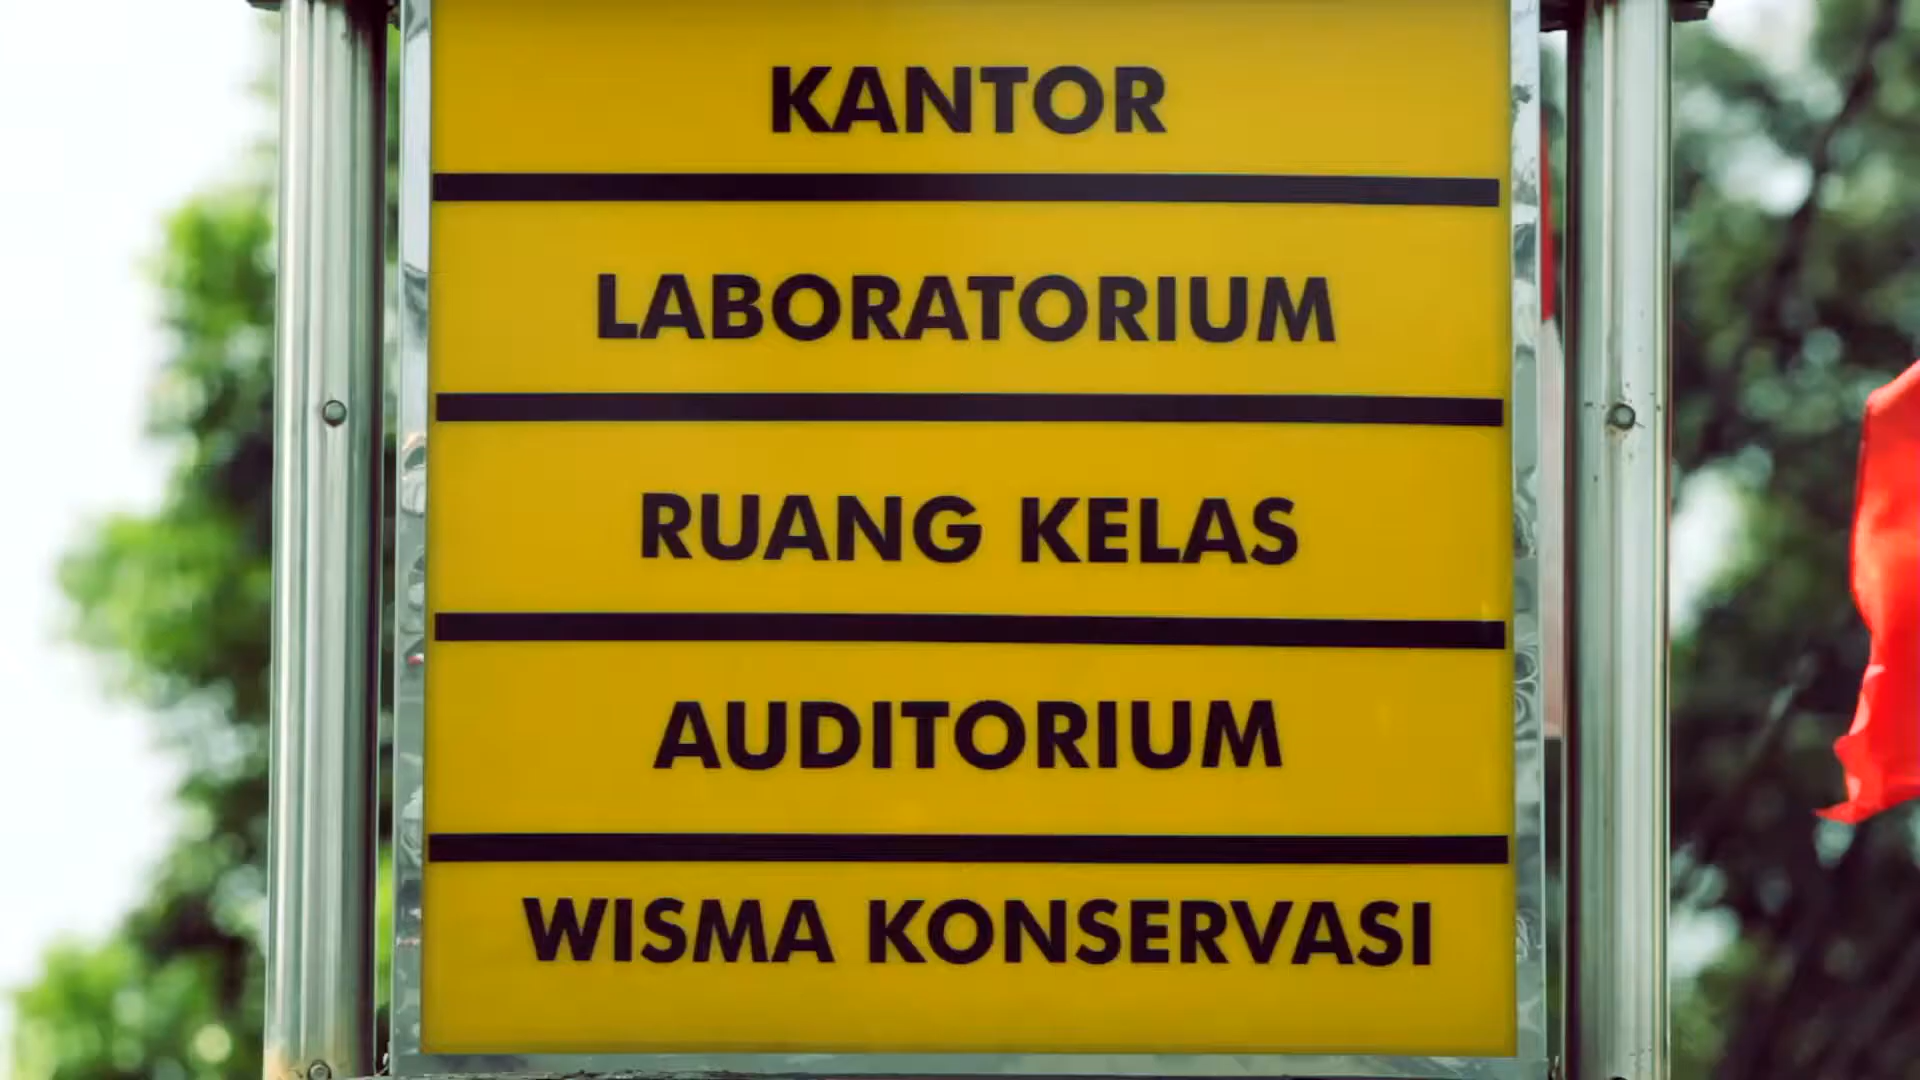 KANTOR
LABORATORIUM
RUANG KELAS
AUDITORIUM
WISMA KONSERVASI